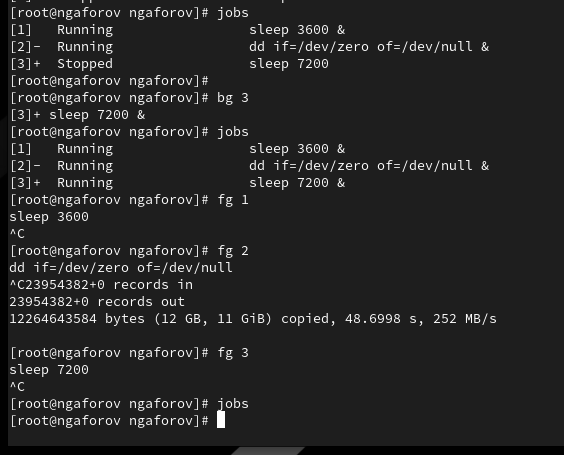 [root@ngaforov ngaforov]# jobs
[1]   Running                 sleep 3600 &
[2]-  Running                 dd if=/dev/zero of=/dev/null &
[3]+  Stopped                 sleep 7200
[root@ngaforov ngaforov]#
[root@ngaforov ngaforov]# bg 3
[3]+ sleep 7200 &
[root@ngaforov ngaforov]# jobs
[1]   Running                 sleep 3600 &
[2]-  Running                 dd if=/dev/zero of=/dev/null &
[3]+  Running                 sleep 7200 &
[root@ngaforov ngaforov]# fg 1
sleep 3600
^C
[root@ngaforov ngaforov]# fg 2
dd if=/dev/zero of=/dev/null
^C23954382+0 records in
23954382+0 records out
12264643584 bytes (12 GB, 11 GiB) copied, 48.6998 s, 252 MB/s
[root@ngaforov ngaforov]# fg 3
sleep 7200
^C
[root@ngaforov ngaforov]# jobs
[root@ngaforov ngaforov]#